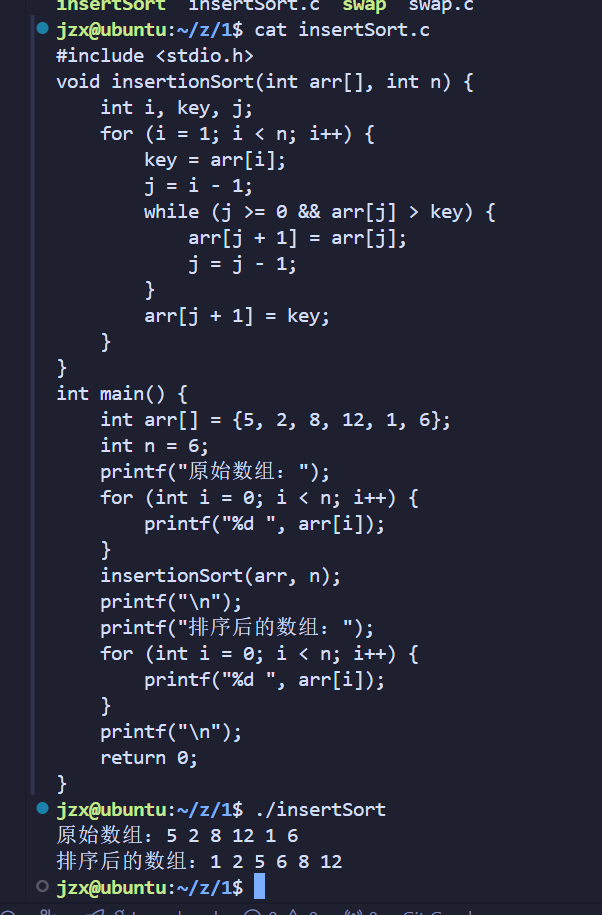 insertSort insertSort.c swap swap.c
jzx@ubuntu:~/z/1$ cat insertSort.c
#include <stdio.h>
void insertionSort(int arr[], int n) {
    int i, key, j;
    for (i = 1; i < n; i++) {
        key = arr[i];
        j = i - 1;
        while (j >= 0 && arr[j] > key) {
            arr[j + 1] = arr[j];
            j = j - 1;
        }
        arr[j + 1] = key;
    }
}
int main() {
    int arr[] = {5, 2, 8, 12, 1, 6};
    int n = 6;
    printf("原始数组：");
    for (int i = 0; i < n; i++) {
        printf("%d ", arr[i]);
    }
    insertionSort(arr, n);
    printf("\n");
    printf("排序后的数组：");
    for (int i = 0; i < n; i++) {
        printf("%d ", arr[i]);
    }
    printf("\n");
    return 0;
}
jzx@ubuntu:~/z/1$ ./insertSort
原始数组：5 2 8 12 1 6
排序后的数组：1 2 5 6 8 12
jzx@ubuntu:~/z/1$